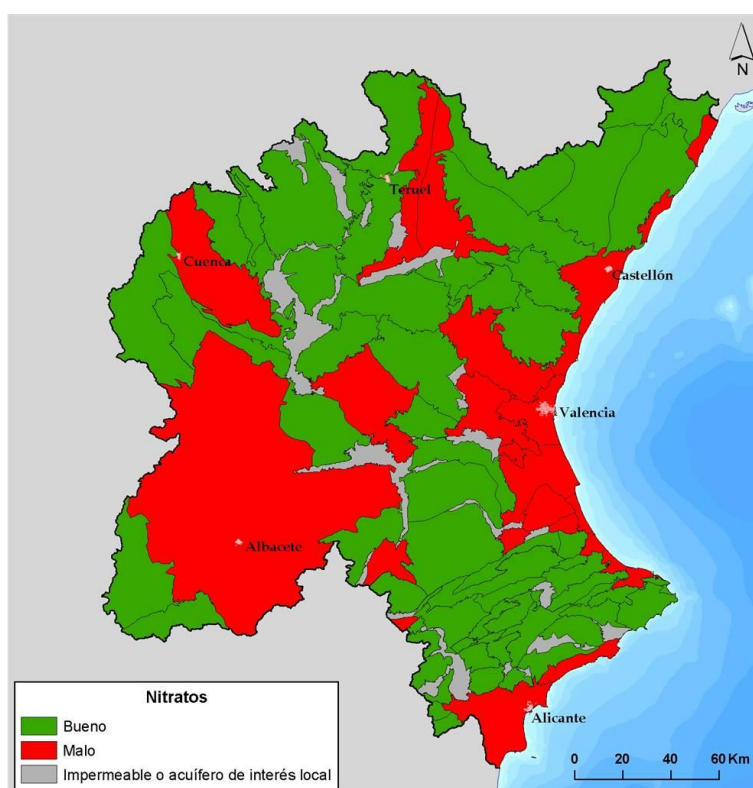 N
Teruel
Cuenca
Castellón
Valencia
Albacete
Alicante
Nitratos
Bueno
Malo
Impermeable o acuífero de interés local
0 20 40 60 Km